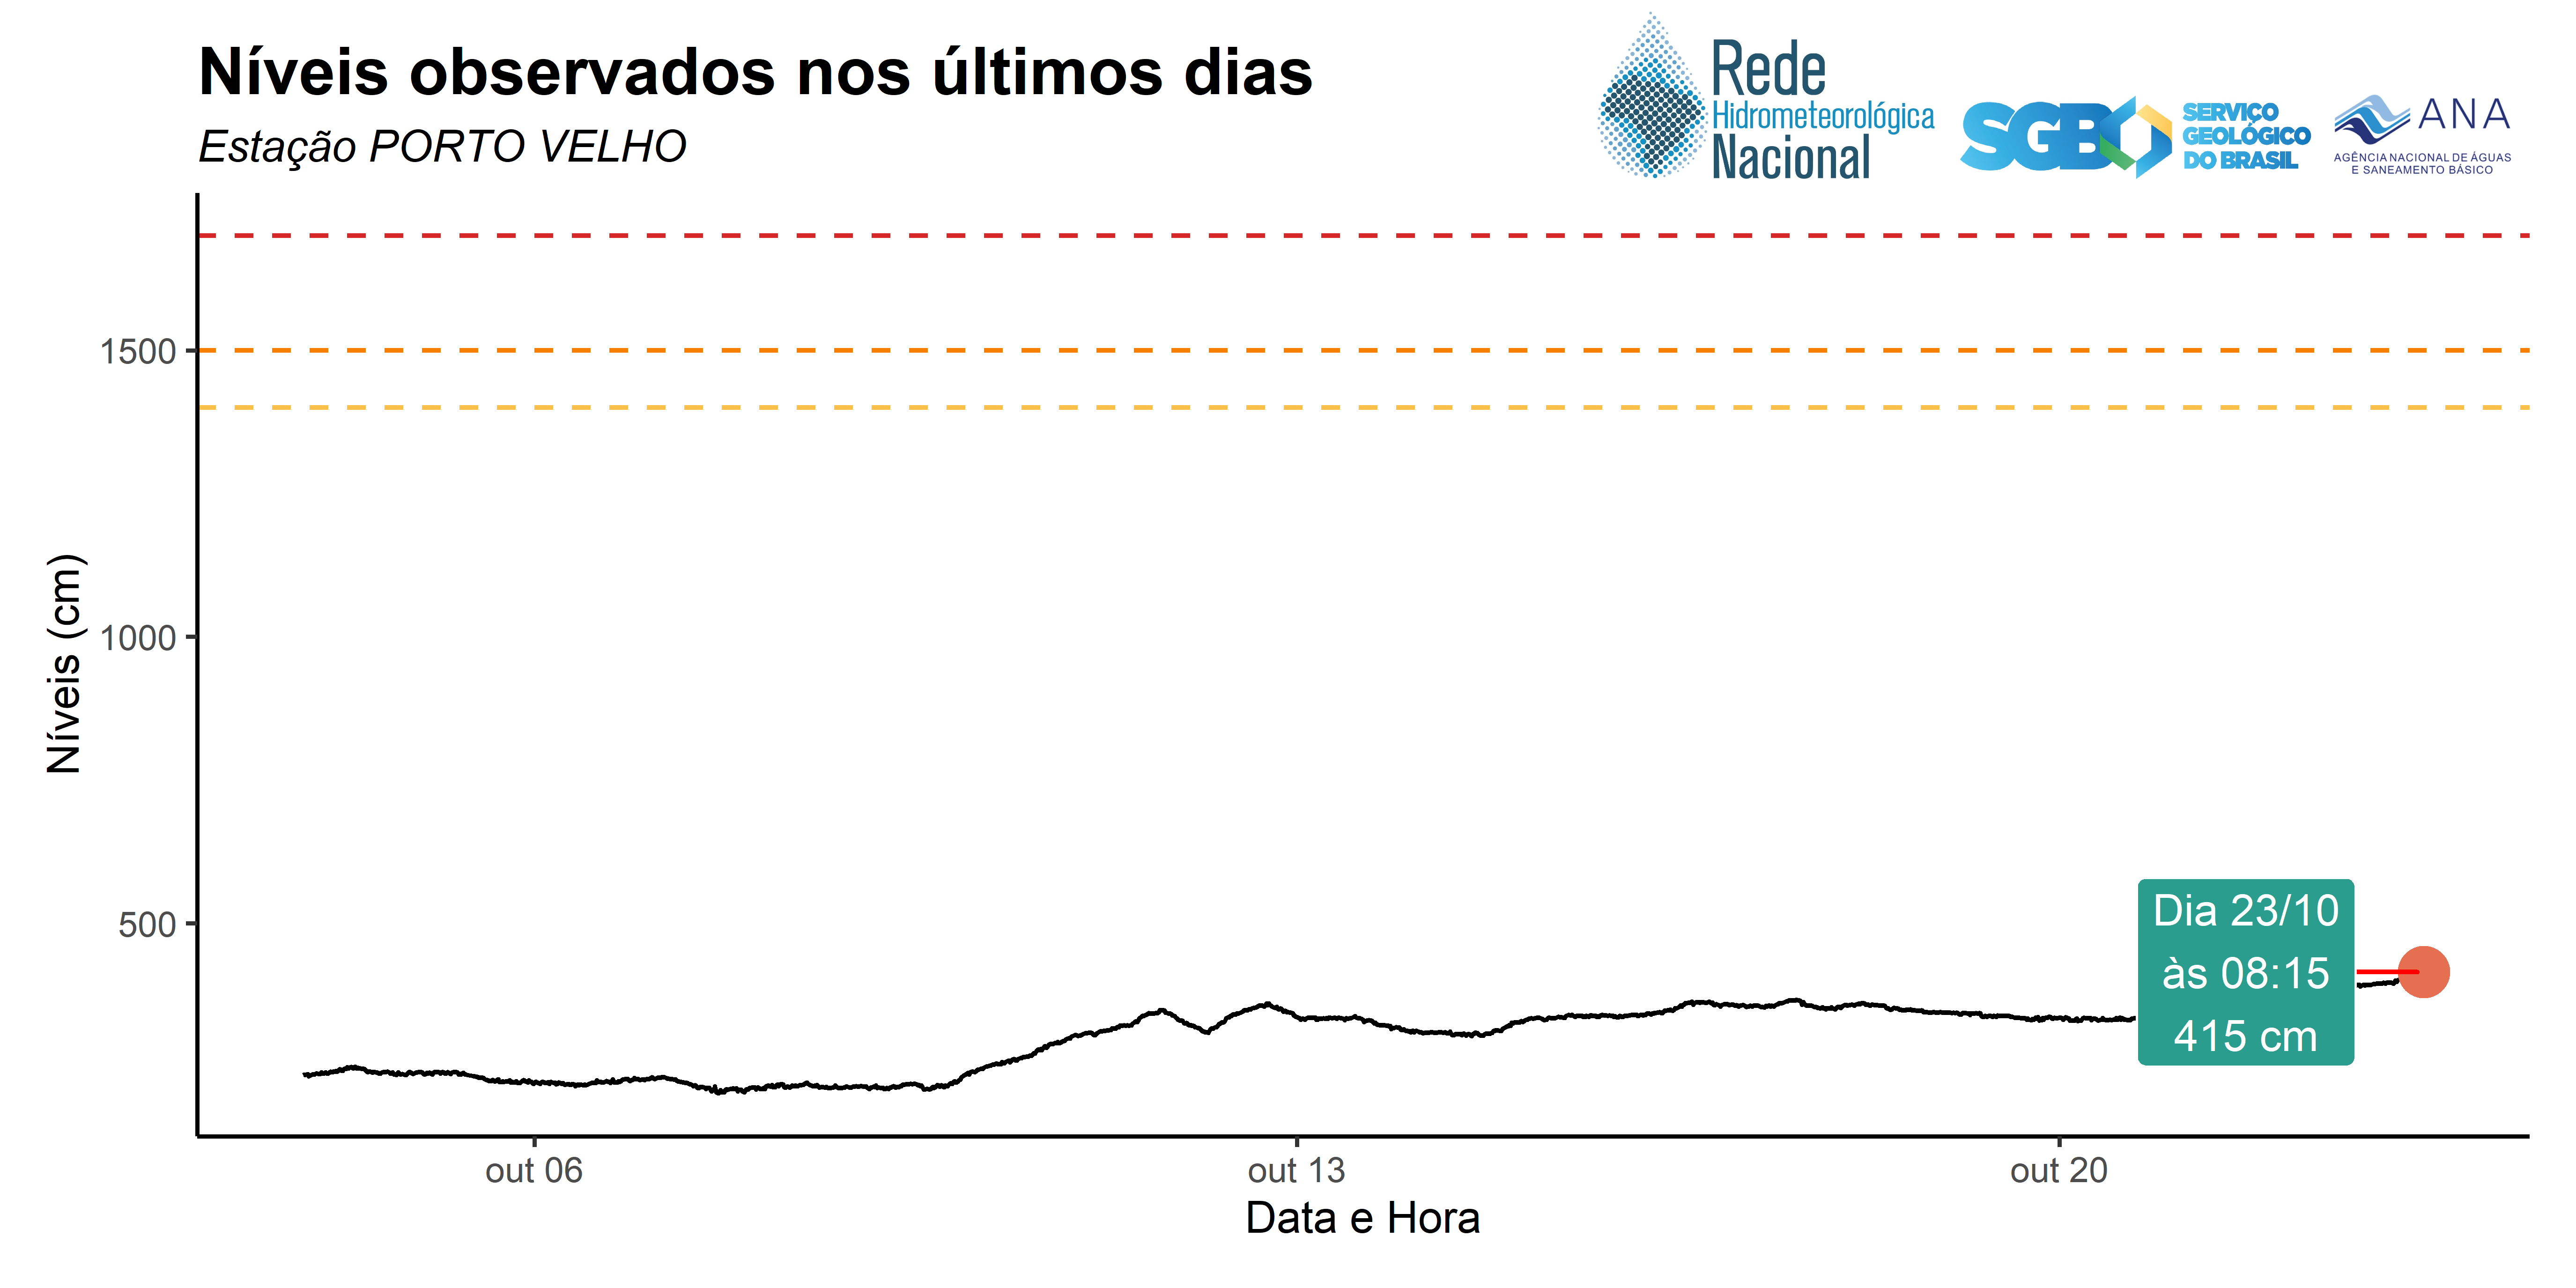 Níveis observados nos últimos dias
Estação PORTO VELHO
Rede
Hidrometeorológica
Nacional
SGB
SERVIÇO
GEOLÓGICO
DO BRASIL
ANA
AGÊNCIA NACIONAL DE ÁGUAS
E SANEAMENTO BÁSICO
Níveis (cm)
1500
1000
500
Dia 23/10
às 08:15
415 cm
out 06
out 13
out 20
Data e Hora